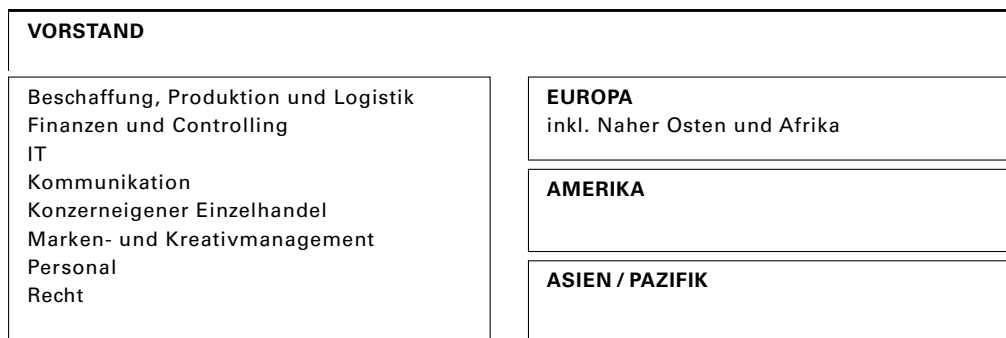 VORSTAND
Beschaffung, Produktion und Logistik
Finanzen und Controlling
IT
Kommunikation
Konzerneigener Einzelhandel
Marken- und Kreativmanagement
Personal
Recht
EUROPA
inkl. Naher Osten und Afrika
AMERIKA
ASIEN / PAZIFIK